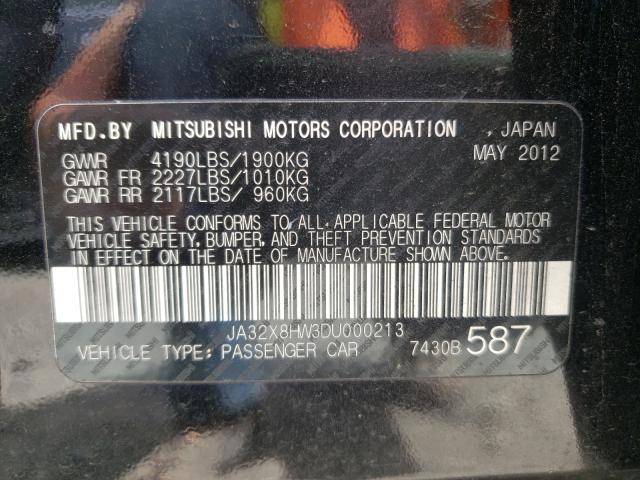 MFD.BY MITSUBISHI MOTORS CORPORATION , JAPAN
GVWR 4190LBS/1900KG MAY 2012
GAWR FR 2227LBS/1010KG
GAWR RR 2117LBS/ 960KG
THIS VEHICLE CONFORMS TO ALL APPLICABLE FEDERAL MOTOR
VEHICLE SAFETY, BUMPER, AND THEFT PREVENTION STANDARDS
IN EFFECT ON THE DATE OF MANUFACTURE SHOWN ABOVE.
JA32X8HW3DU000213
VEHICLE TYPE: PASSENGER CAR 7430B 587